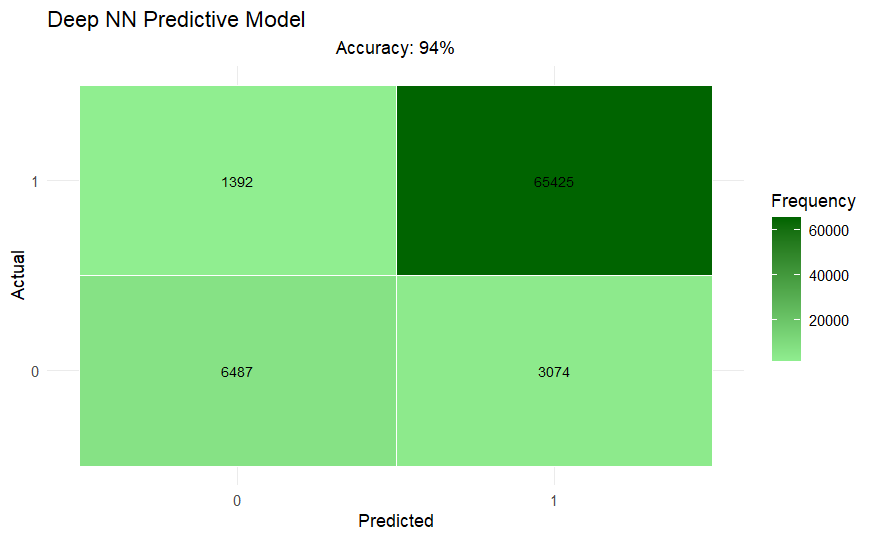 Deep NN Predictive Model
Accuracy: 94%
1
1392
65425
0
6487
3074
0
1
Predicted
Actual
Frequency
60000
40000
20000